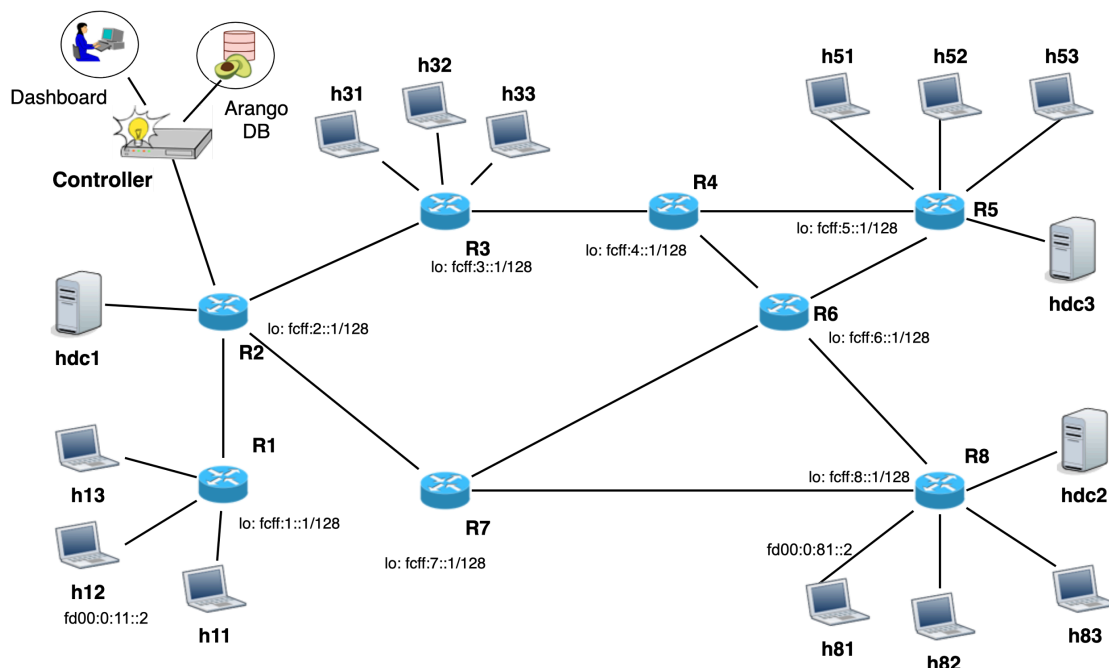 Dashboard
Arango
DB
Controller
h31
h32
h33
h51
h52
h53
R3
lo: fcff:3::1/128
R4
lo: fcff:4::1/128
R5
lo: fcff:5::1/128
hdc3
hdc1
R2
lo: fcff:2::1/128
R6
lo: fcff:6::1/128
R1
lo: fcff:1::1/128
h13
h12
fd00:0:11::2
h11
R7
lo: fcff:7::1/128
R8
lo: fcff:8::1/128
hdc2
fd00:0:81::2
h81
h82
h83